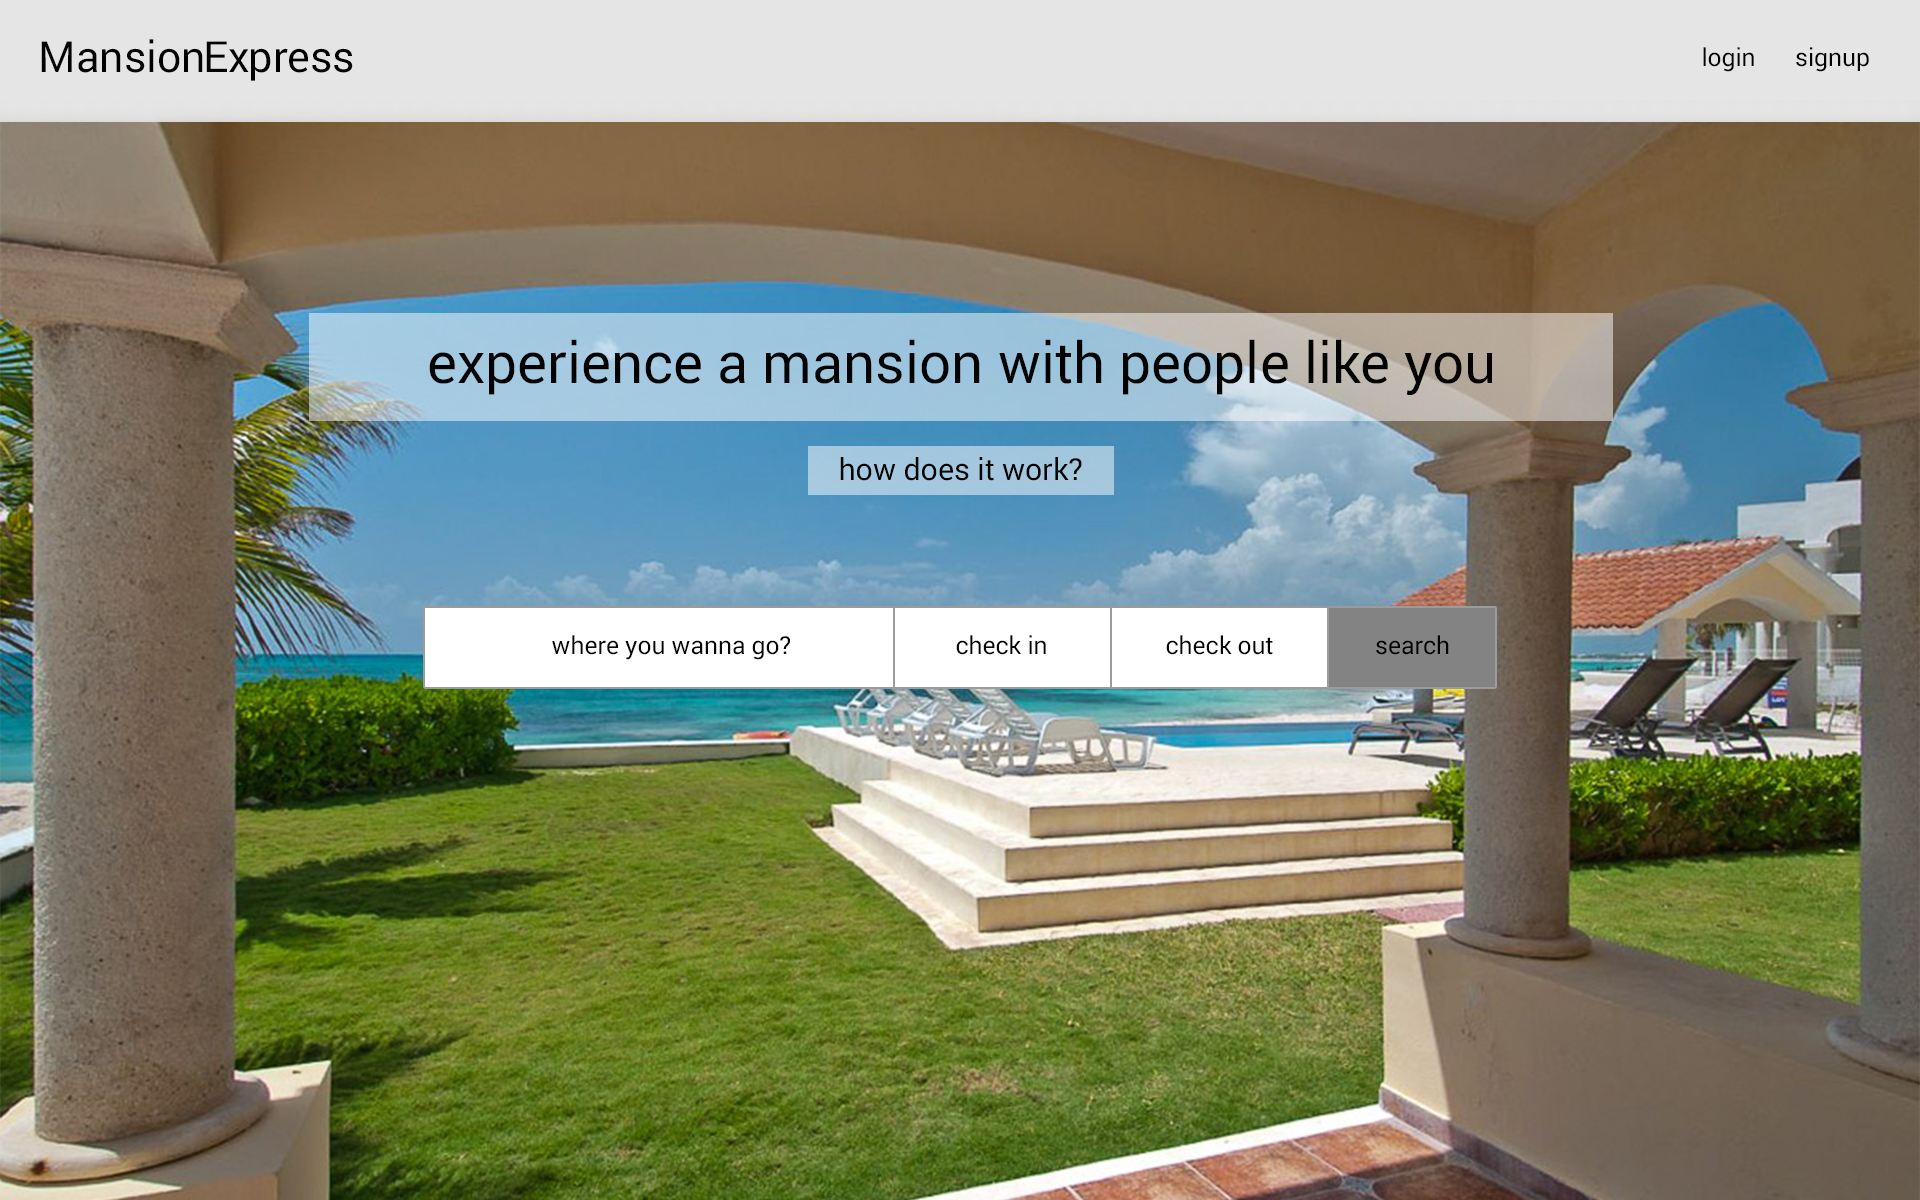 MansionExpress
login signup
experience a mansion with people like you
how does it work?
where you wanna go? check in check out search